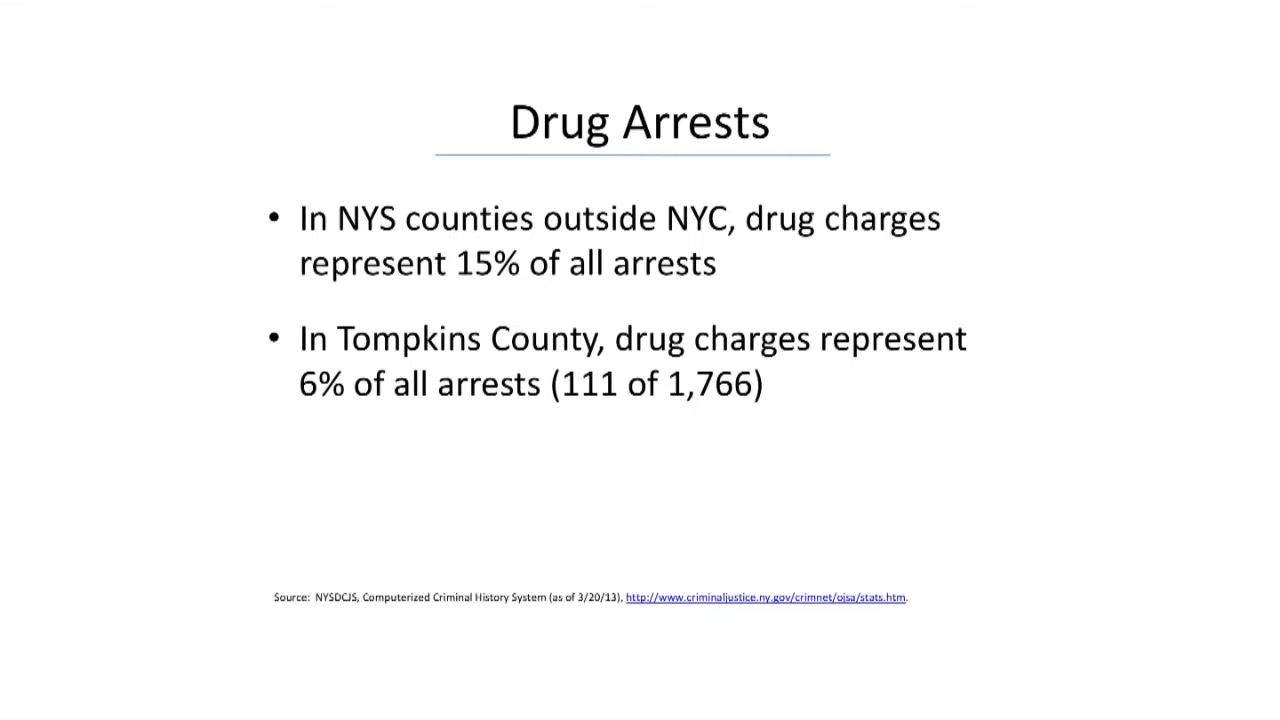 Drug Arrests
• In NYS counties outside NYC, drug charges
represent 15% of all arrests
• In Tompkins County, drug charges represent
6% of all arrests (111 of 1,766)
Source: NYSDCJS, Computerized Criminal History System (as of 3/20/13), http://www.criminaljustice.ny.gov/crimnet/ojsa/stats.htm.